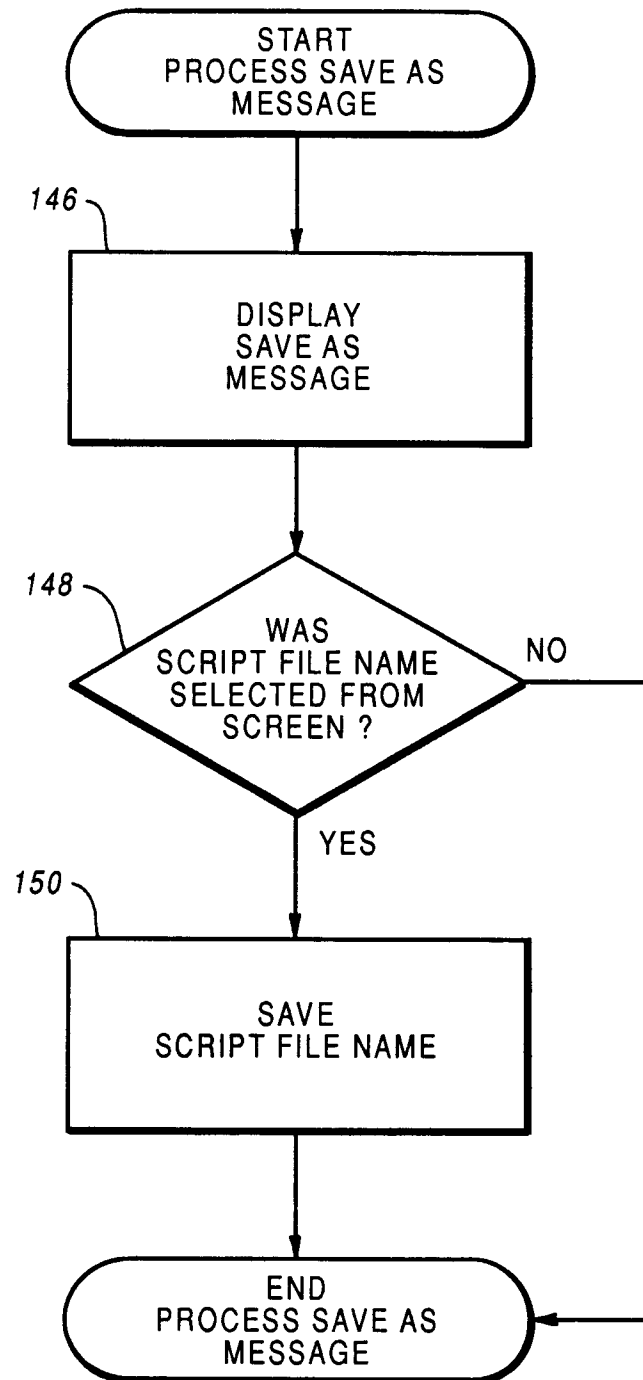 START
PROCESS SAVE AS
MESSAGE
146
DISPLAY
SAVE AS
MESSAGE
148
WAS
SCRIPT FILE NAME
SELECTED FROM
SCREEN ?
NO
YES
150
SAVE
SCRIPT FILE NAME
END
PROCESS SAVE AS
MESSAGE